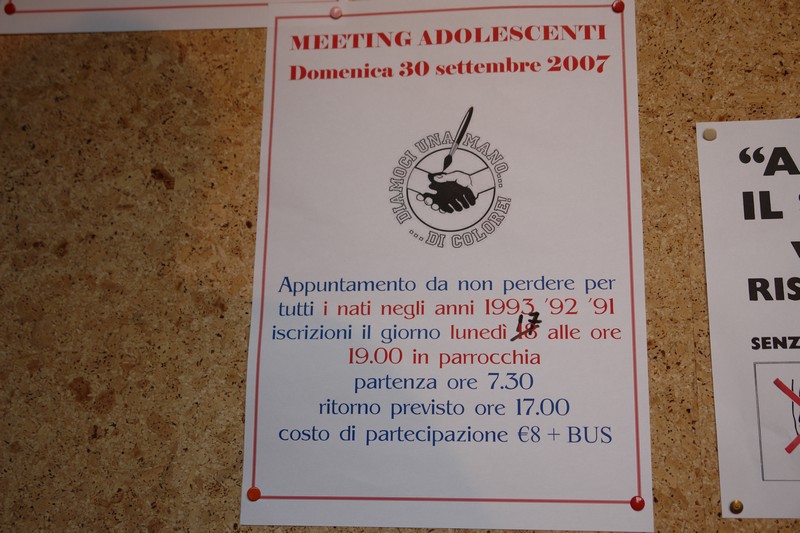 MEETING ADOLESCENTI
Domenica 30 settembre 2007
DIAMOCI UNA MANO...
...DI COLORE!
Appuntamento da non perdere per
tutti i nati negli anni 1993 '92 '91
17
iscrizioni il giorno lunedì 18 alle ore
19.00 in parrocchia
partenza ore 7.30
ritorno previsto ore 17.00
costo di partecipazione €8 + BUS
IL
RIS
SENZ